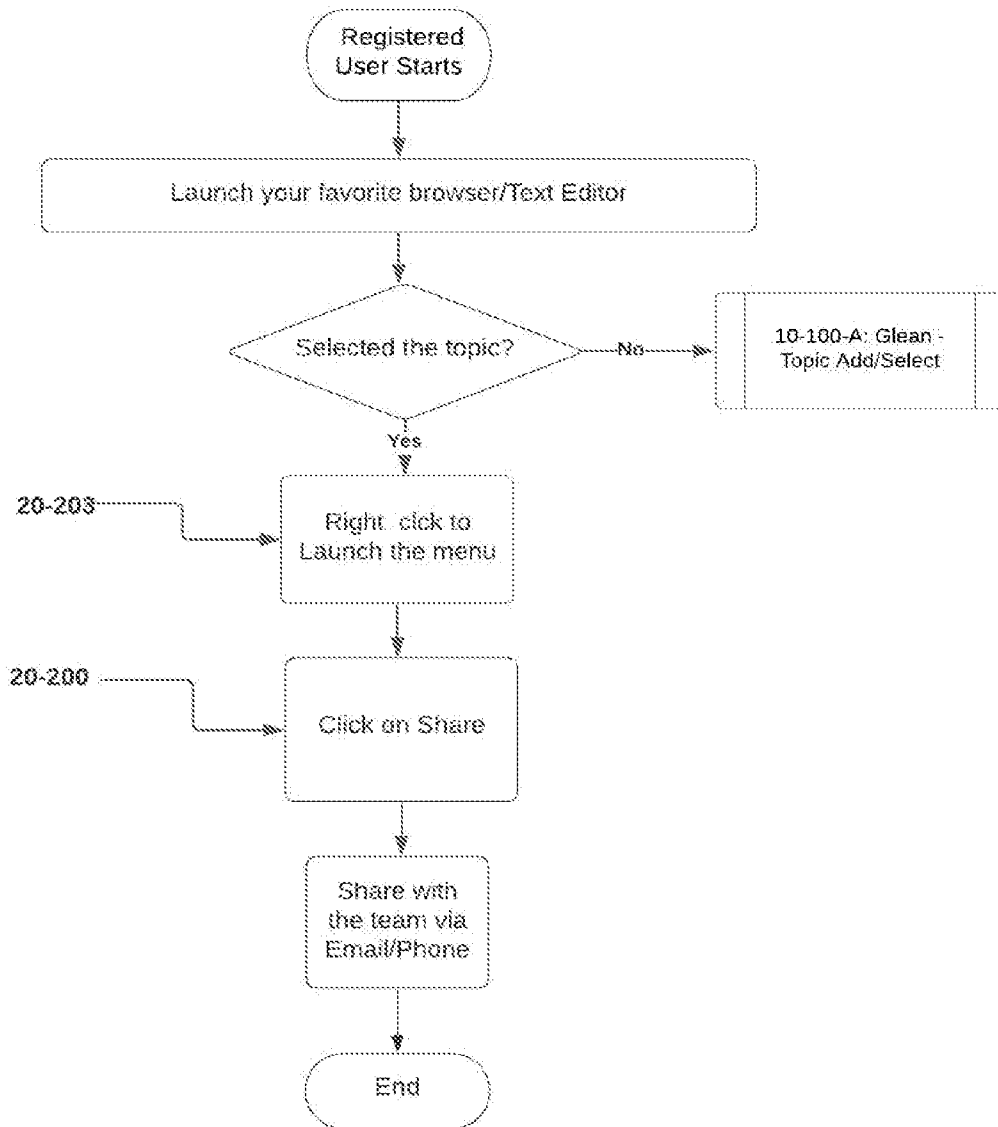 Registered
User Starts
Launch your favorite browser/Text Editor
Selected the topic?
No
10-100-A: Glean -
Topic Add/Select
Yes
20-203
Right cick to
Launch the menu
20-200
Click on Share
Share with
the team via
Email/Phone
End